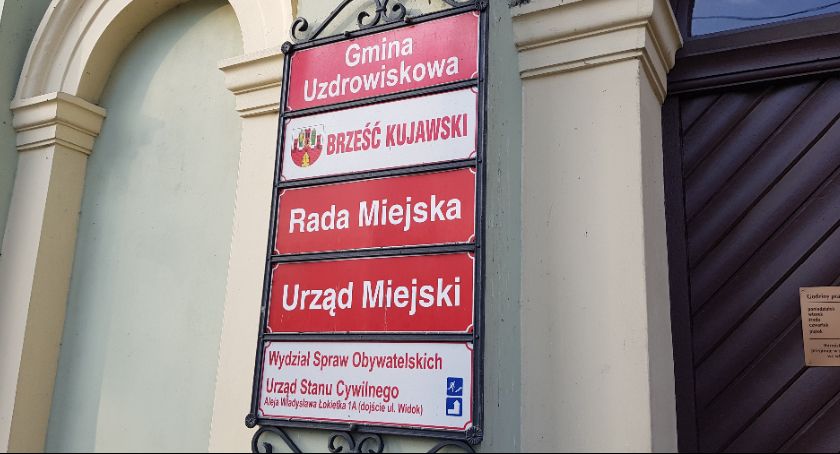 Gmina
Uzdrowiskowa
BRZEŚĆ KUJAWSKI
Rada Miejska
Urząd Miejski
Wydział Spraw Obywatelskich
Urząd Stanu Cywilnego
Aleja Władysława Łokietka 1A (dojście ul. Widok)
Godziny